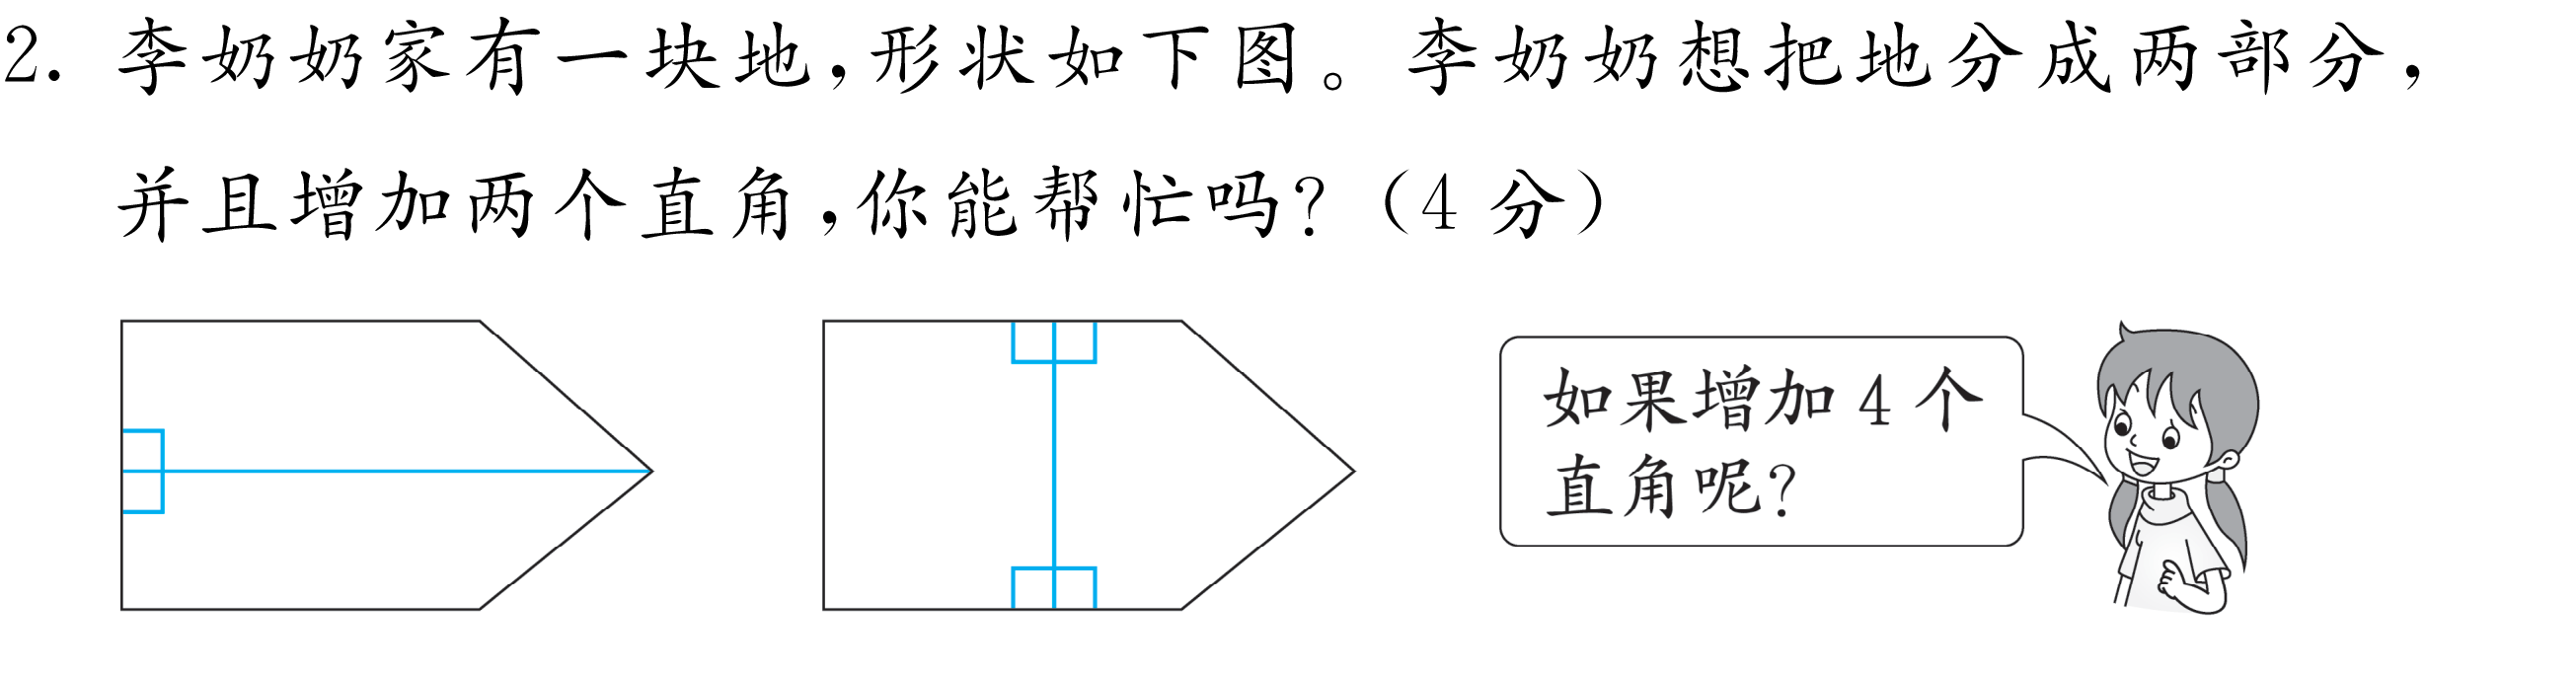 2. 李奶奶家有一块地,形状如下图。李奶奶想把地分成两部分,
并且增加两个直角,你能帮忙吗?(4 分)
如果增加 4 个
直角呢?